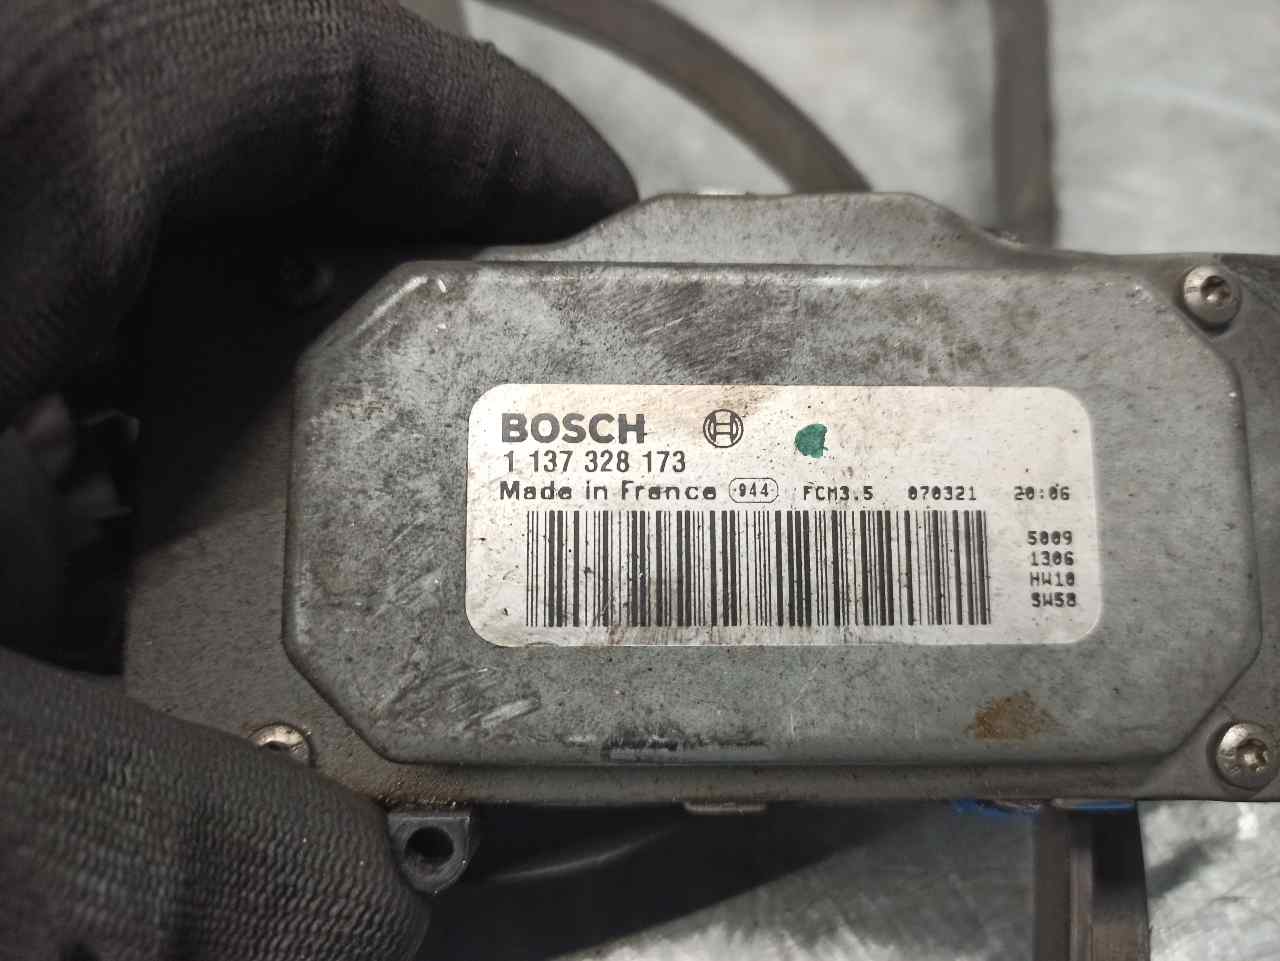 BOSCH
1 137 328 173
Made in France 944 FCM3.5 070321 20:06
5009
1306
HW10
SW58